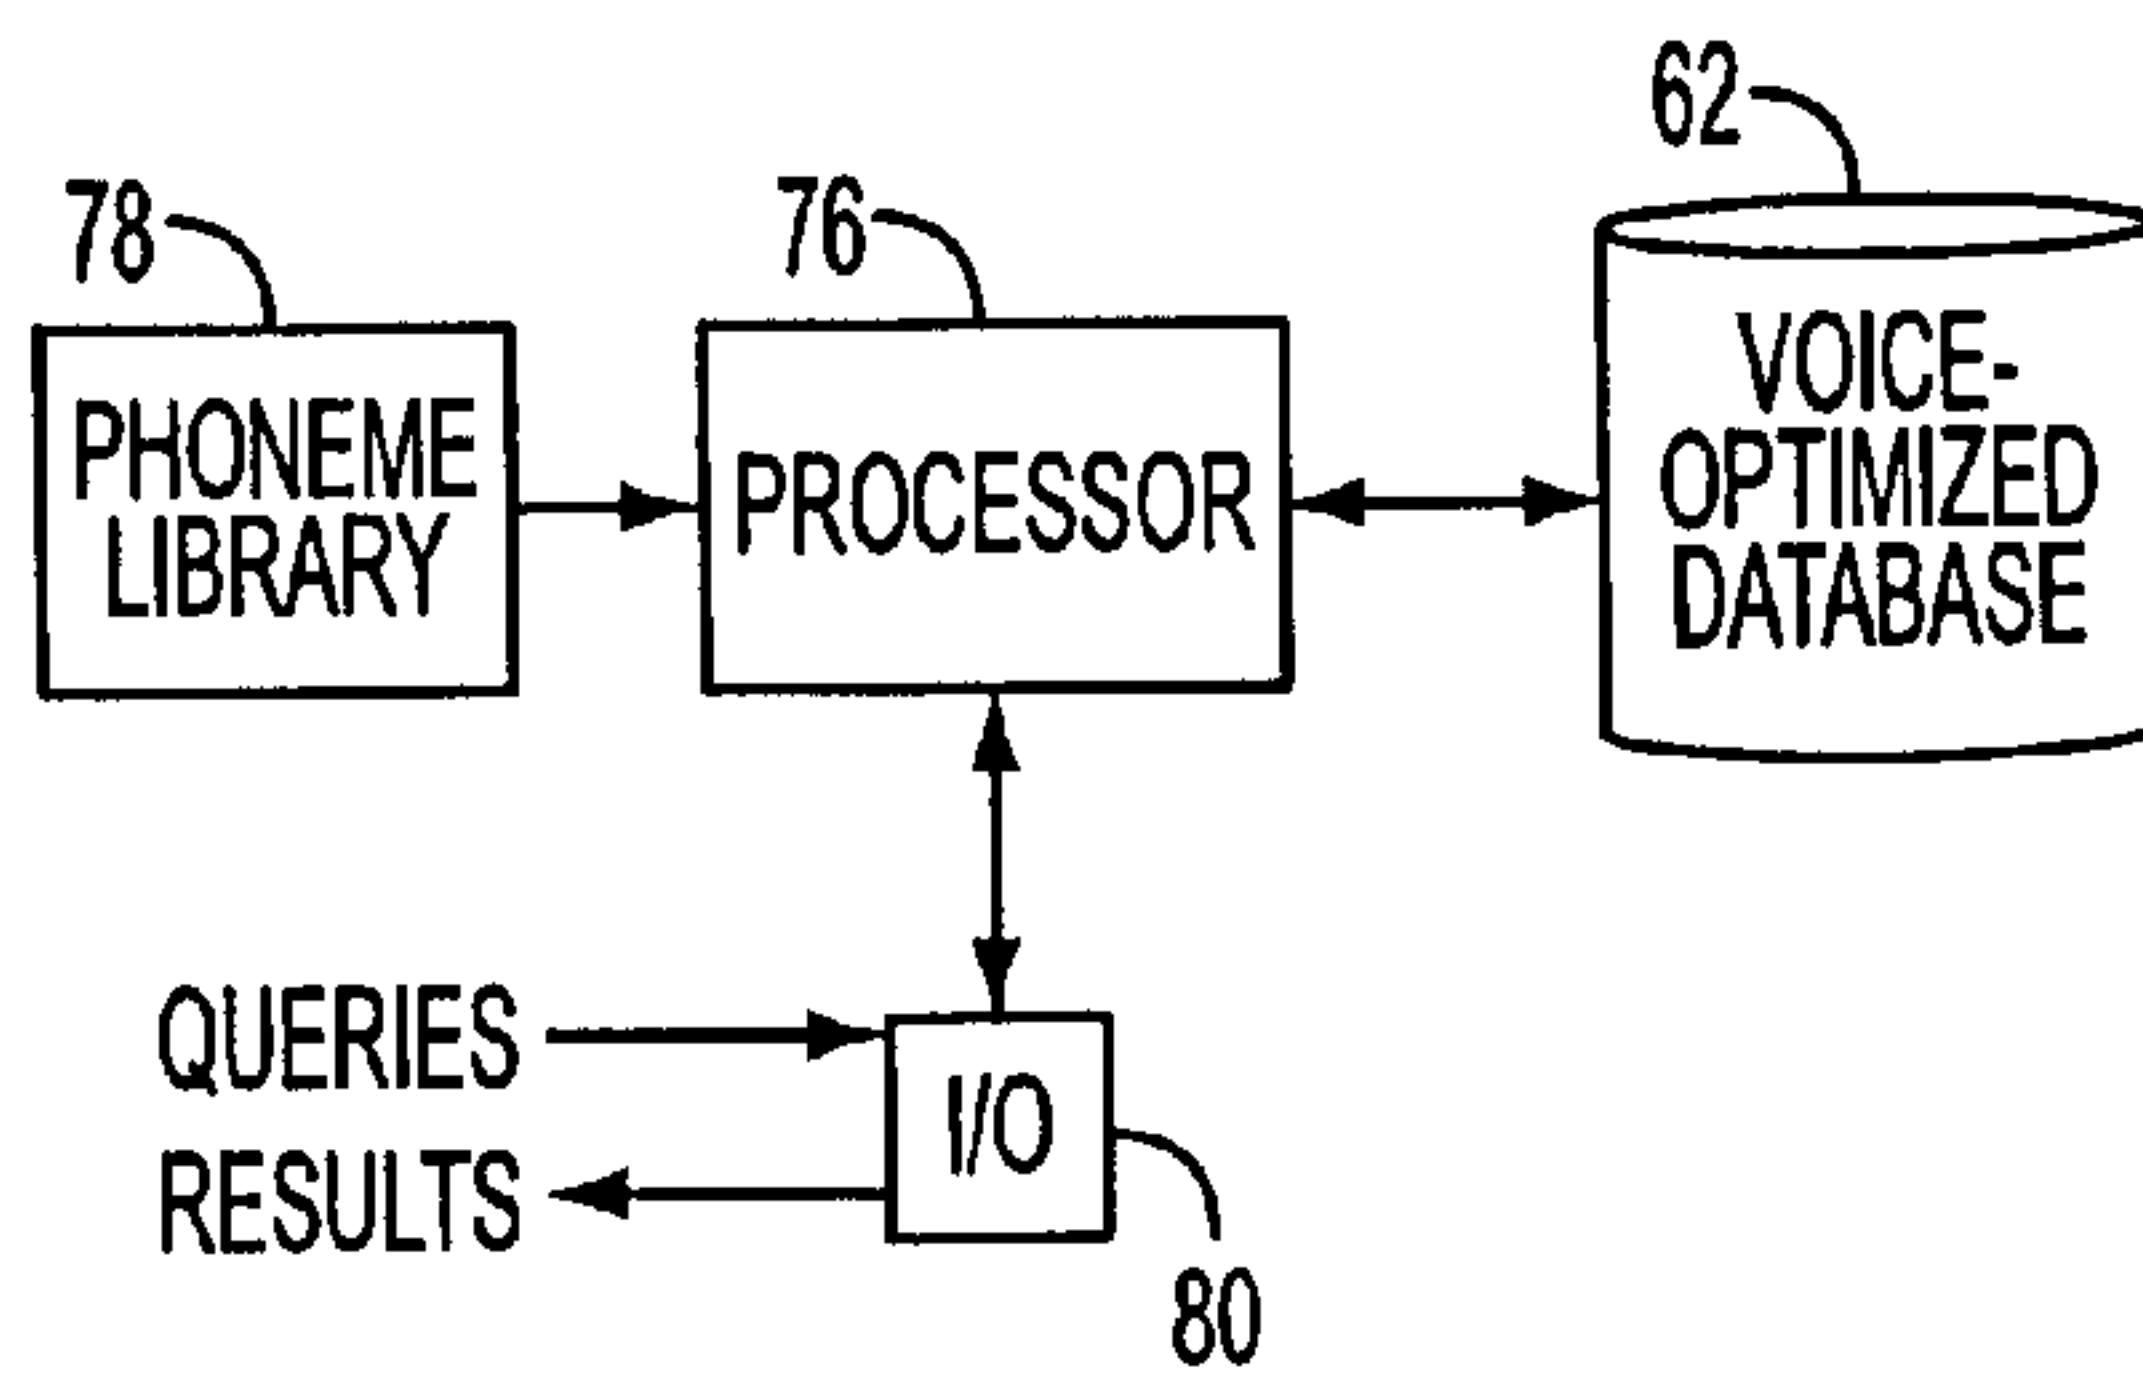 62
78
76
PHONEME
LIBRARY
PROCESSOR
VOICE-
OPTIMIZED
DATABASE
QUERIES
I/O
RESULTS
80